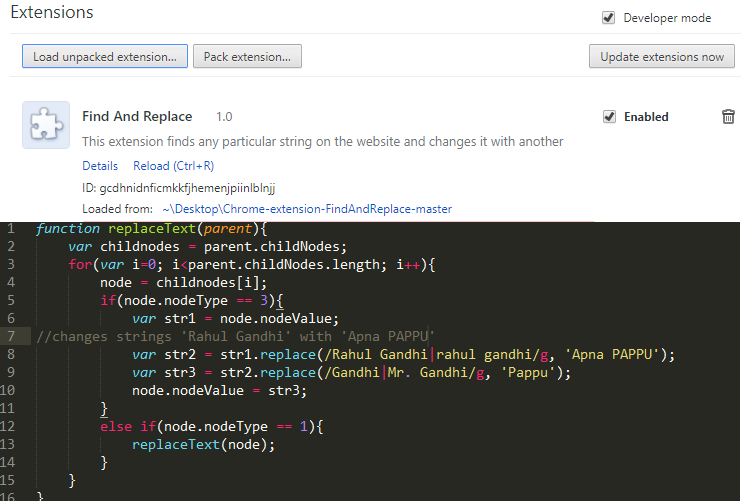 Extensions
Developer mode
Load unpacked extension... Pack extension... Update extensions now
Find And Replace 1.0 Enabled
This extension finds any particular string on the website and changes it with another
Details Reload (Ctrl+R)
ID: gcdhnidnficmkkfjhemenjpiinlblnjj
Loaded from: ~\Desktop\Chrome-extension-FindAndReplace-master
1 function replaceText(parent){
2 var childnodes = parent.childNodes;
3 for(var i=0; i<parent.childNodes.length; i++){
4 node = childnodes[i];
5 if(node.nodeType == 3){
6 var str1 = node.nodeValue;
7 //changes strings 'Rahul Gandhi' with 'Apna PAPPU'
8 var str2 = str1.replace(/Rahul Gandhi|rahul gandhi/g, 'Apna PAPPU');
9 var str3 = str2.replace(/Gandhi|Mr. Gandhi/g, 'Pappu');
10 node.nodeValue = str3;
11 }
12 else if(node.nodeType == 1){
13 replaceText(node);
14 }
15 }
16 }